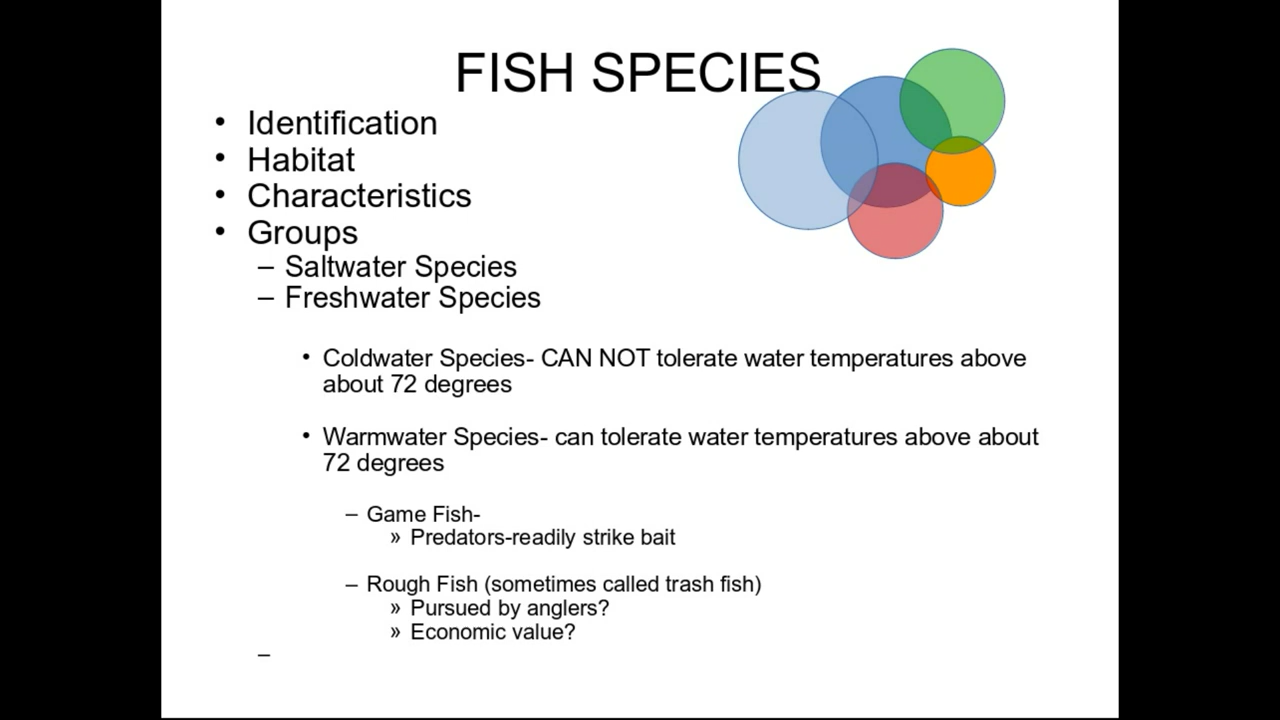 FISH SPECIES
• Identification
• Habitat
• Characteristics
• Groups
– Saltwater Species
– Freshwater Species
• Coldwater Species- CAN NOT tolerate water temperatures above
about 72 degrees
• Warmwater Species- can tolerate water temperatures above about
72 degrees
– Game Fish-
» Predators-readily strike bait
– Rough Fish (sometimes called trash fish)
» Pursued by anglers?
» Economic value?
–